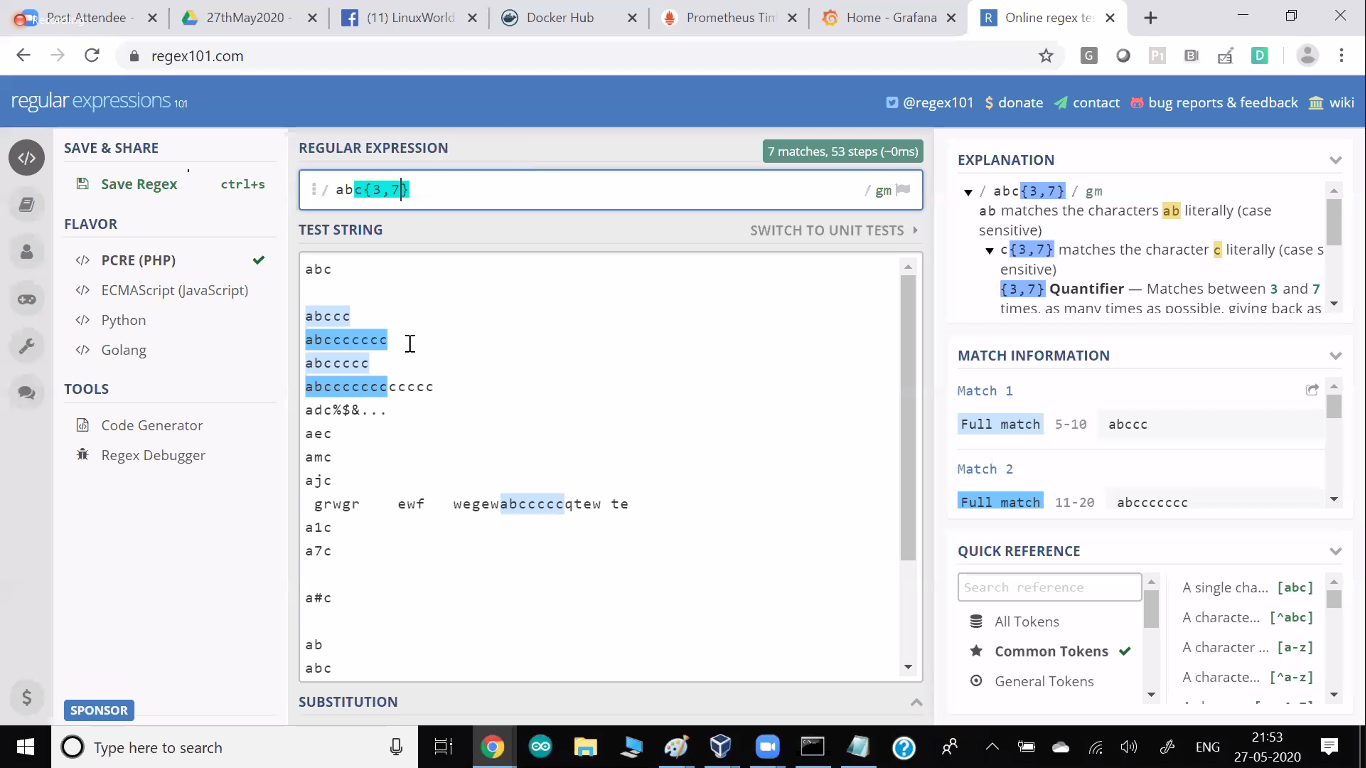 Post Attendee -
27thMay2020 -
(11) LinuxWorld
Docker Hub
Prometheus Tim
Home - Grafana
Online regex te
regex101.com
regular expressions 101
@regex101
$ donate
contact
bug reports & feedback
wiki
SAVE & SHARE
Save Regex ctrl+s
FLAVOR
</> PCRE (PHP)
</> ECMAScript (JavaScript)
</> Python
</> Golang
TOOLS
Code Generator
Regex Debugger
SPONSOR
REGULAR EXPRESSION
7 matches, 53 steps (~0ms)
/ abc{3,7} / gm
TEST STRING
SWITCH TO UNIT TESTS
abc
abccc
abccccccc
abccccc
abcccccccccccc
adc%$&...
aec
amc
ajc
grwgr ewf wegewabcccccqtew te
a1c
a7c
a#c
ab
abc
SUBSTITUTION
EXPLANATION
/ abc{3,7} / gm
ab matches the characters ab literally (case
sensitive)
c{3,7} matches the character c literally (case s
ensitive)
{3,7} Quantifier — Matches between 3 and 7
times, as many times as possible, giving back as
MATCH INFORMATION
Match 1
Full match 5-10 abccc
Match 2
Full match 11-20 abccccccc
QUICK REFERENCE
Search reference
All Tokens
Common Tokens
General Tokens
A single cha... [abc]
A characte... [^abc]
A character ... [a-z]
A characte... [^a-z]
Type here to search
ENG
21:53
27-05-2020